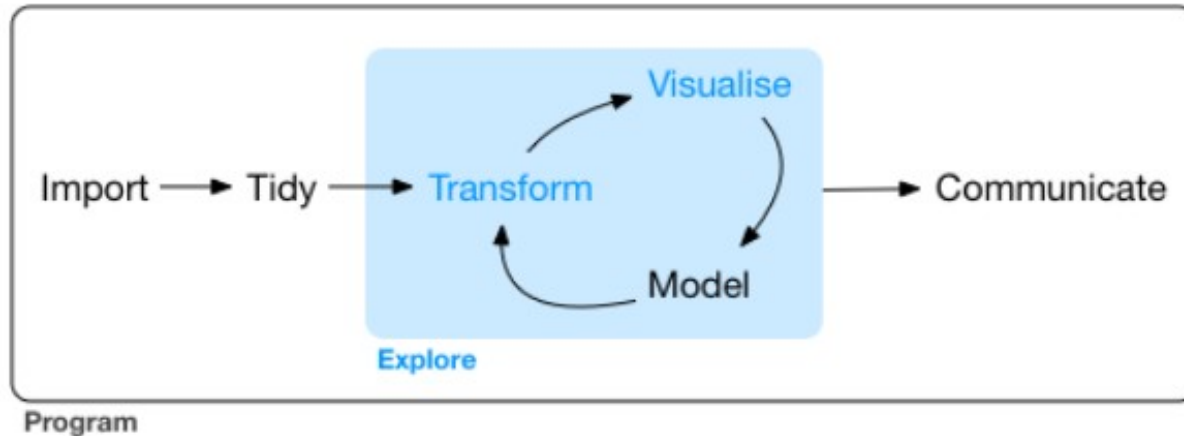 Visualise
Import Tidy Transform Communicate
Model
Explore
Program